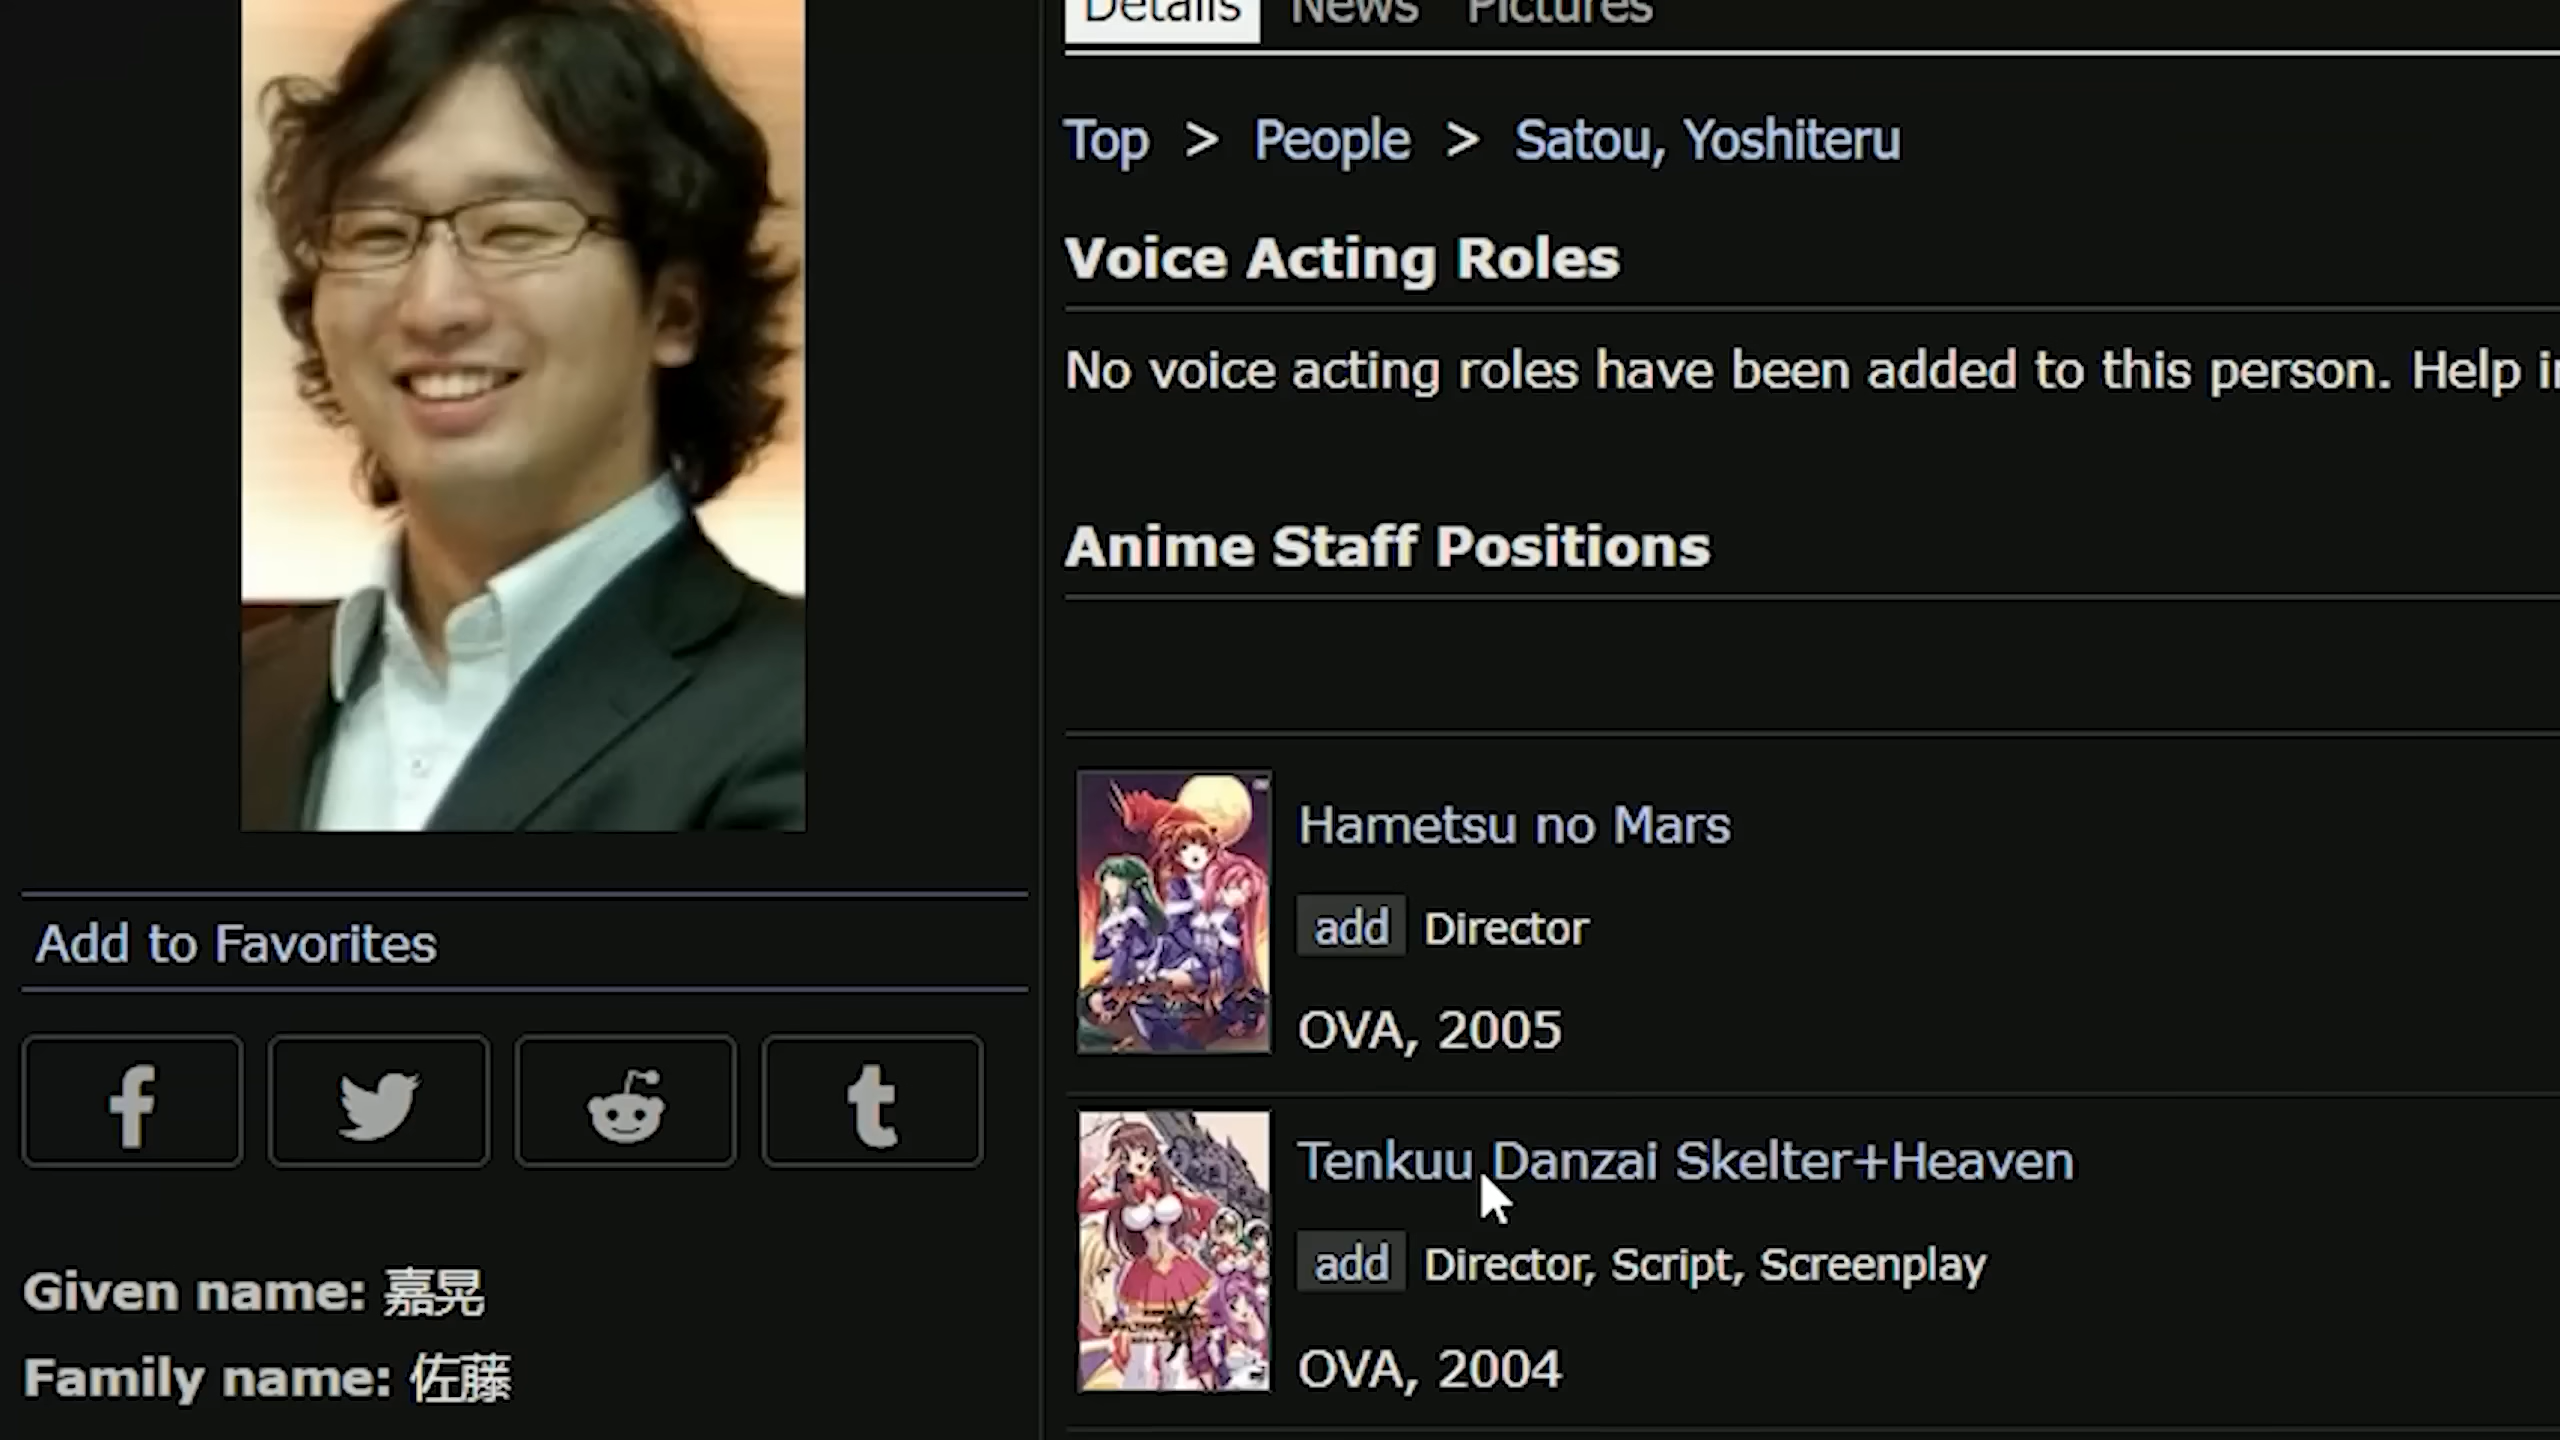 Details News Pictures
Top > People > Satou, Yoshiteru
Voice Acting Roles
No voice acting roles have been added to this person. Help
Anime Staff Positions
Hametsu no Mars
add Director
OVA, 2005
Add to Favorites
Tenkuu Danzai Skelter+Heaven
add Director, Script, Screenplay
OVA, 2004
Given name: 嘉晃
Family name: 佐藤